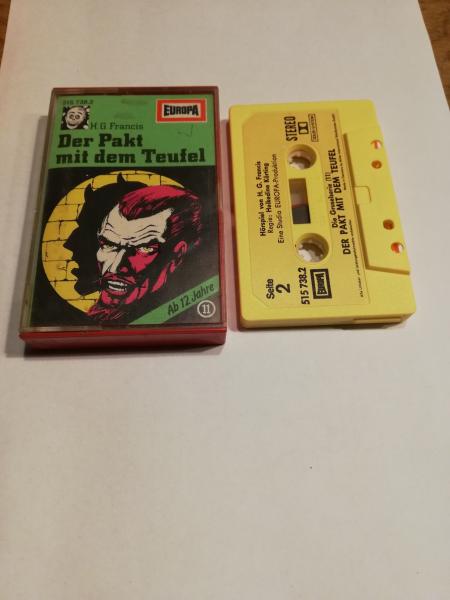 515 738.2
EUROPA
H.G. Francis
Der Pakt
mit dem Teufel
Ab 12 Jahre
11
STEREO
Hörspiel von H. G. Francis
Regie: Heikedine Körting
Eine Studio EUROPA-Produktion
Seite
2
515 738.2
EUROPA
Die Gruselserie (11)
DER PAKT MIT DEM TEUFEL